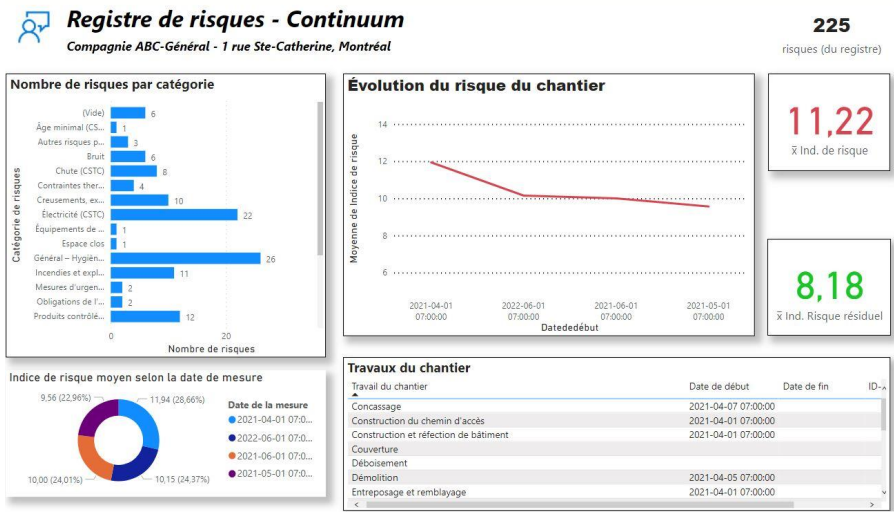 Registre de risques - Continuum
Compagnie ABC-Général - 1 rue Ste-Catherine, Montréal
225
risques (du registre)
Nombre de risques par catégorie
Catégorie de risques
(Vide) 6
Âge minimal (CS... 1
Autres risques p... 3
Bruit 6
Chute (CSTC) 8
Contraintes ther... 4
Creusements, ex... 10
Électricité (CSTC) 22
Équipements de ... 1
Espace clos 1
Général – Hygièn... 26
Incendies et expl... 11
Mesures d'urgen... 2
Obligations de l'... 2
Produits contrôlé... 12
0 20
Nombre de risques
Évolution du risque du chantier
Moyenne de Indice de risque
14
12
10
8
6
2021-04-01 07:00:00
2022-06-01 07:00:00
2021-06-01 07:00:00
2021-05-01 07:00:00
Datededébut
11,22
x̄ Ind. de risque
8,18
x̄ Ind. Risque résiduel
Indice de risque moyen selon la date de mesure
9,56 (22,96%)
11,94 (28,66%)
10,00 (24,01%)
10,15 (24,37%)
Date de la mesure
2021-04-01 07:0...
2022-06-01 07:0...
2021-06-01 07:0...
2021-05-01 07:0...
Travaux du chantier
Travail du chantier Date de début Date de fin ID-
Concassage 2021-04-07 07:00:00
Construction du chemin d'accès 2021-04-01 07:00:00
Construction et réfection de bâtiment 2021-04-01 07:00:00
Couverture
Déboisement
Démolition 2021-04-05 07:00:00
Entreposage et remblayage 2021-04-01 07:00:00